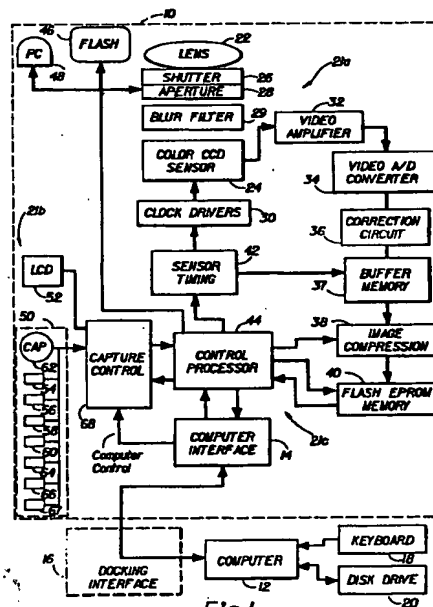 10
46
FLASH
LENS
22
PC
48
SHUTTER
26
APERTURE
28
21a
BLUR FILTER
29
32
VIDEO AMPLIFIER
COLOR CCD SENSOR
24
VIDEO A/D CONVERTER
34
21b
CLOCK DRIVERS
30
CORRECTION CIRCUIT
36
42
LCD
52
SENSOR TIMING
BUFFER MEMORY
37
50
44
38
IMAGE COMPRESSION
CAP
62
CAPTURE CONTROL
68
CONTROL PROCESSOR
40
FLASH EPROM MEMORY
54
56
58
60
64
66
67
Computer Control
COMPUTER INTERFACE
14
21c
16
DOCKING INTERFACE
COMPUTER
12
KEYBOARD
18
DISK DRIVE
20